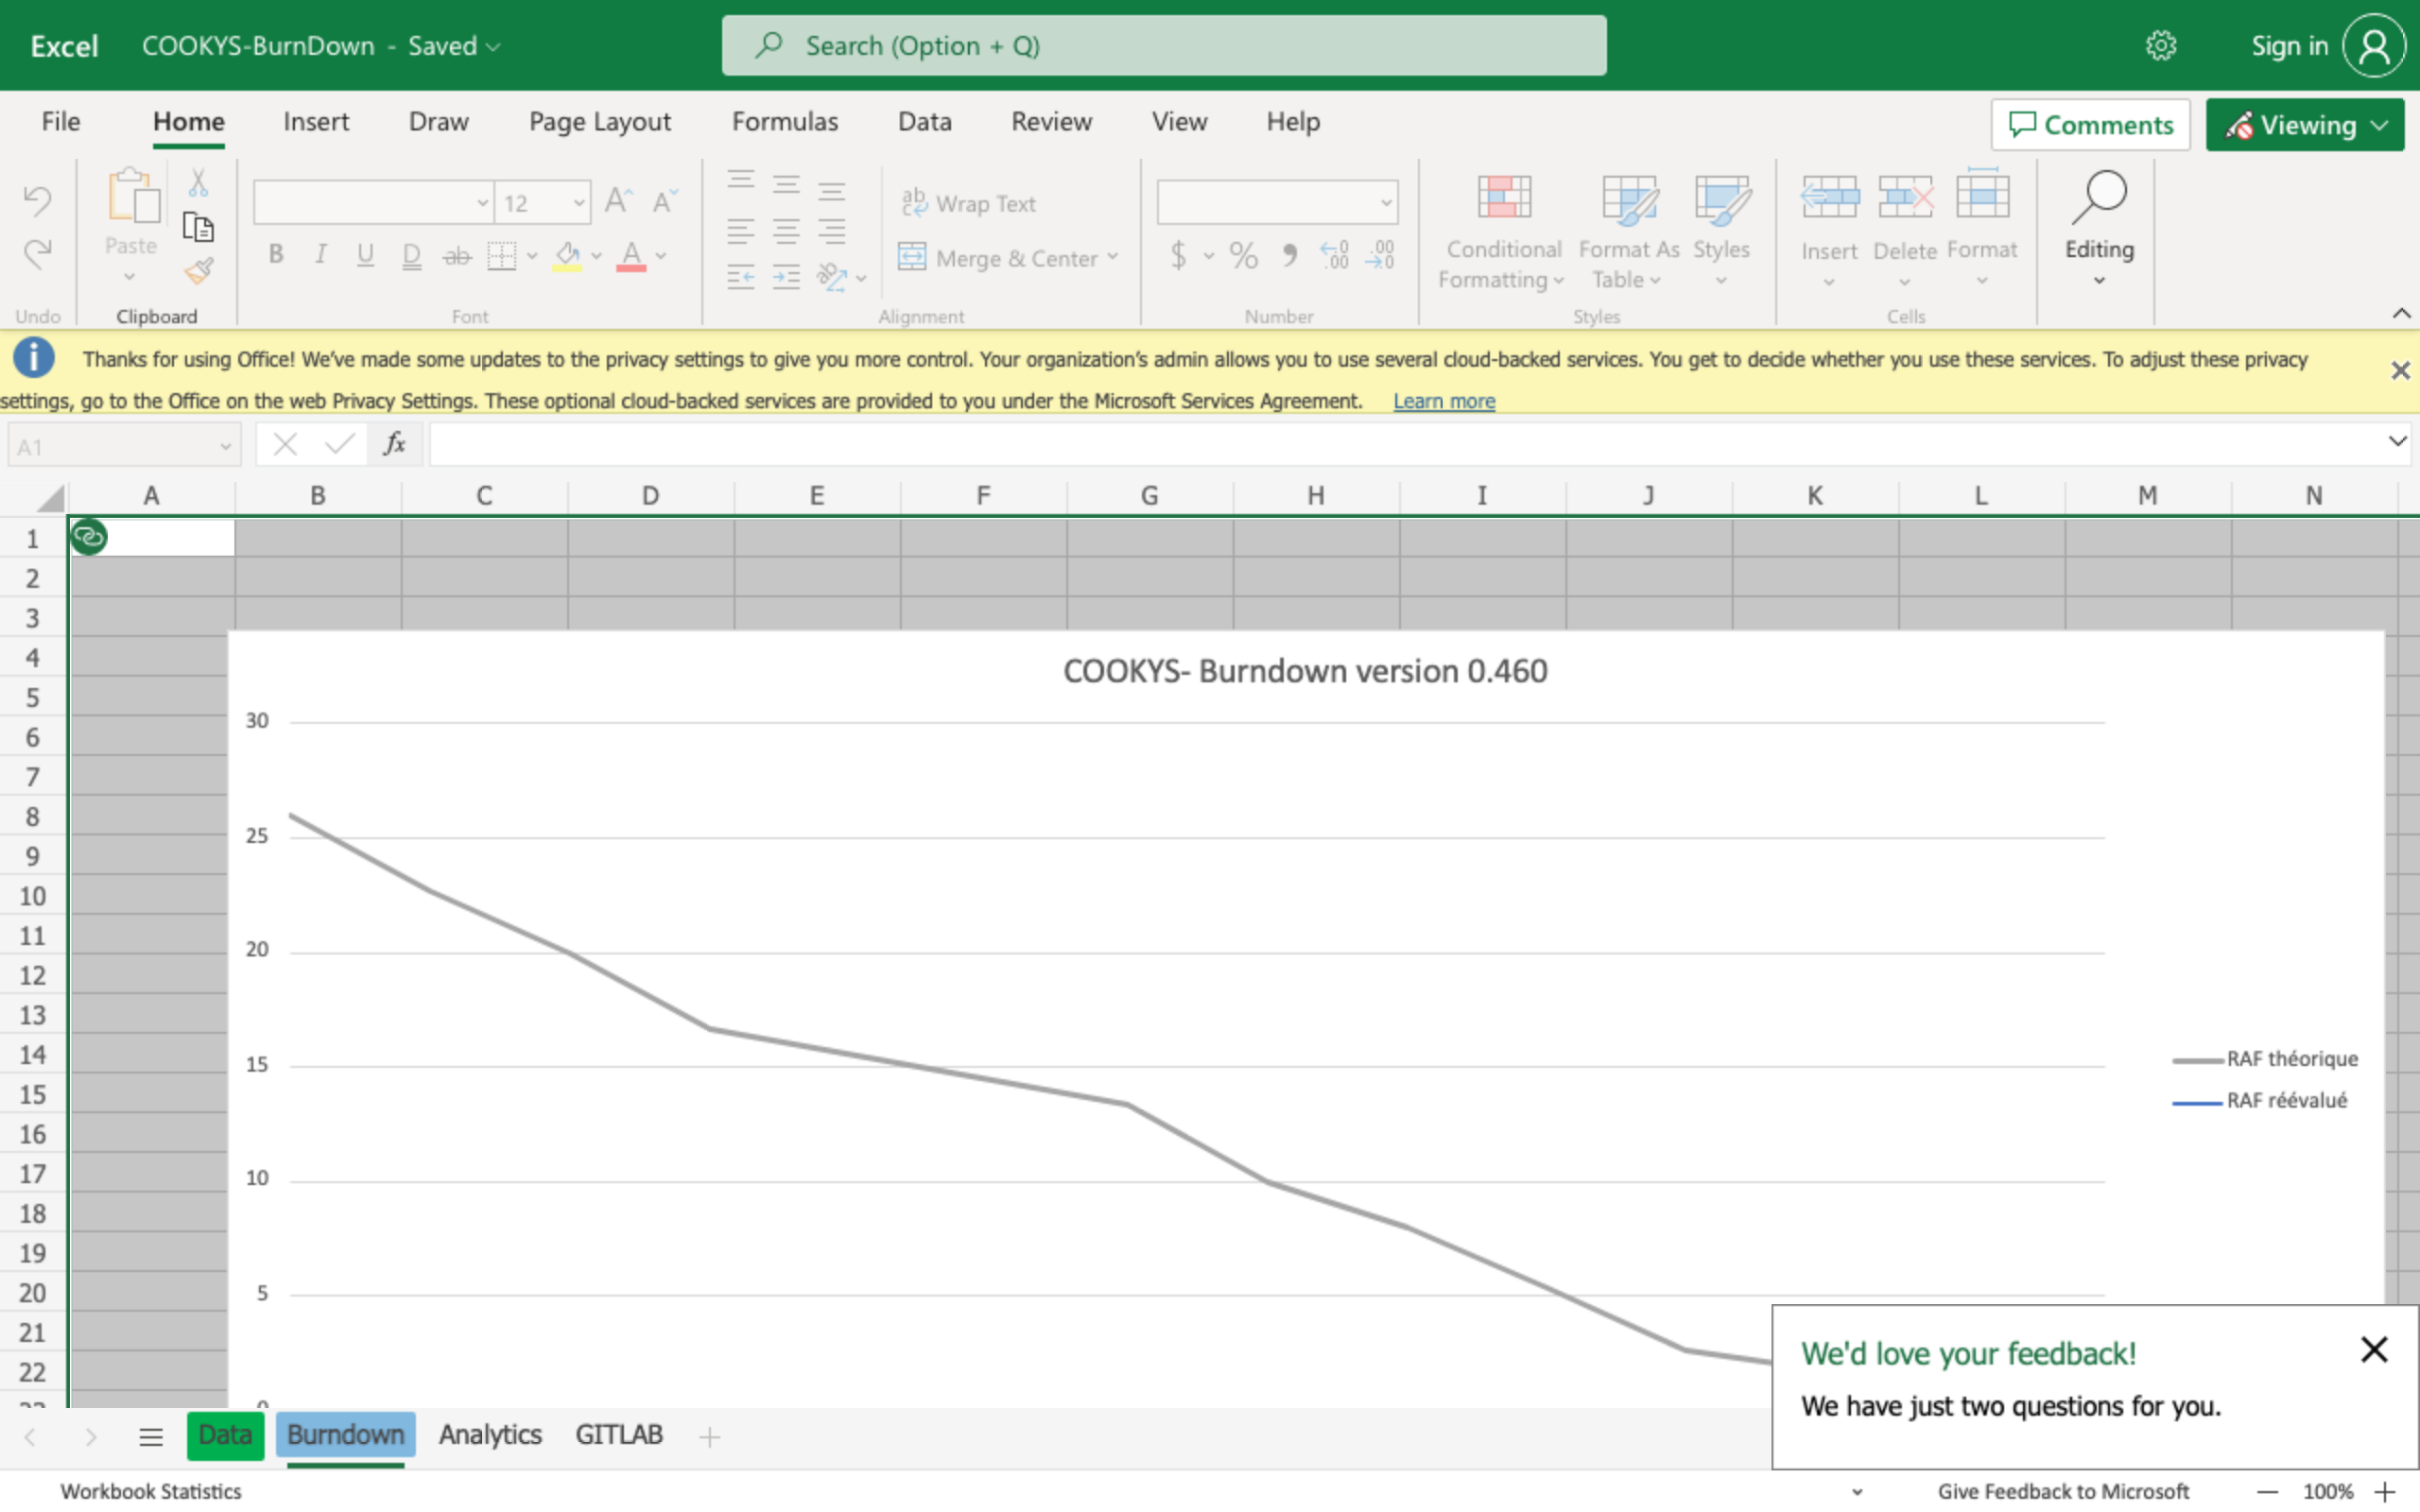 Excel COOKYS-BurnDown - Saved Search (Option + Q) Sign in
File Home Insert Draw Page Layout Formulas Data Review View Help Comments Viewing
12
Paste
Wrap Text
B I U D ab A
Merge & Center
$ % 9 .00 .00
Conditional Formatting
Format As Table
Styles
Insert
Delete
Format
Editing
Undo Clipboard Font Alignment Number Styles Cells
Thanks for using Office! We've made some updates to the privacy settings to give you more control. Your organization's admin allows you to use several cloud-backed services. You get to decide whether you use these services. To adjust these privacy
settings, go to the Office on the web Privacy Settings. These optional cloud-backed services are provided to you under the Microsoft Services Agreement. Learn more
A1 fx
A B C D E F G H I J K L M N
1
2
3
4
5
6
7
8
9
10
11
12
13
14
15
16
17
18
19
20
21
22
COOKYS- Burndown version 0.460
30
25
20
15
10
5
0
RAF théorique
RAF réévalué
We'd love your feedback!
We have just two questions for you.
Data Burndown Analytics GITLAB
Workbook Statistics Give Feedback to Microsoft 100%